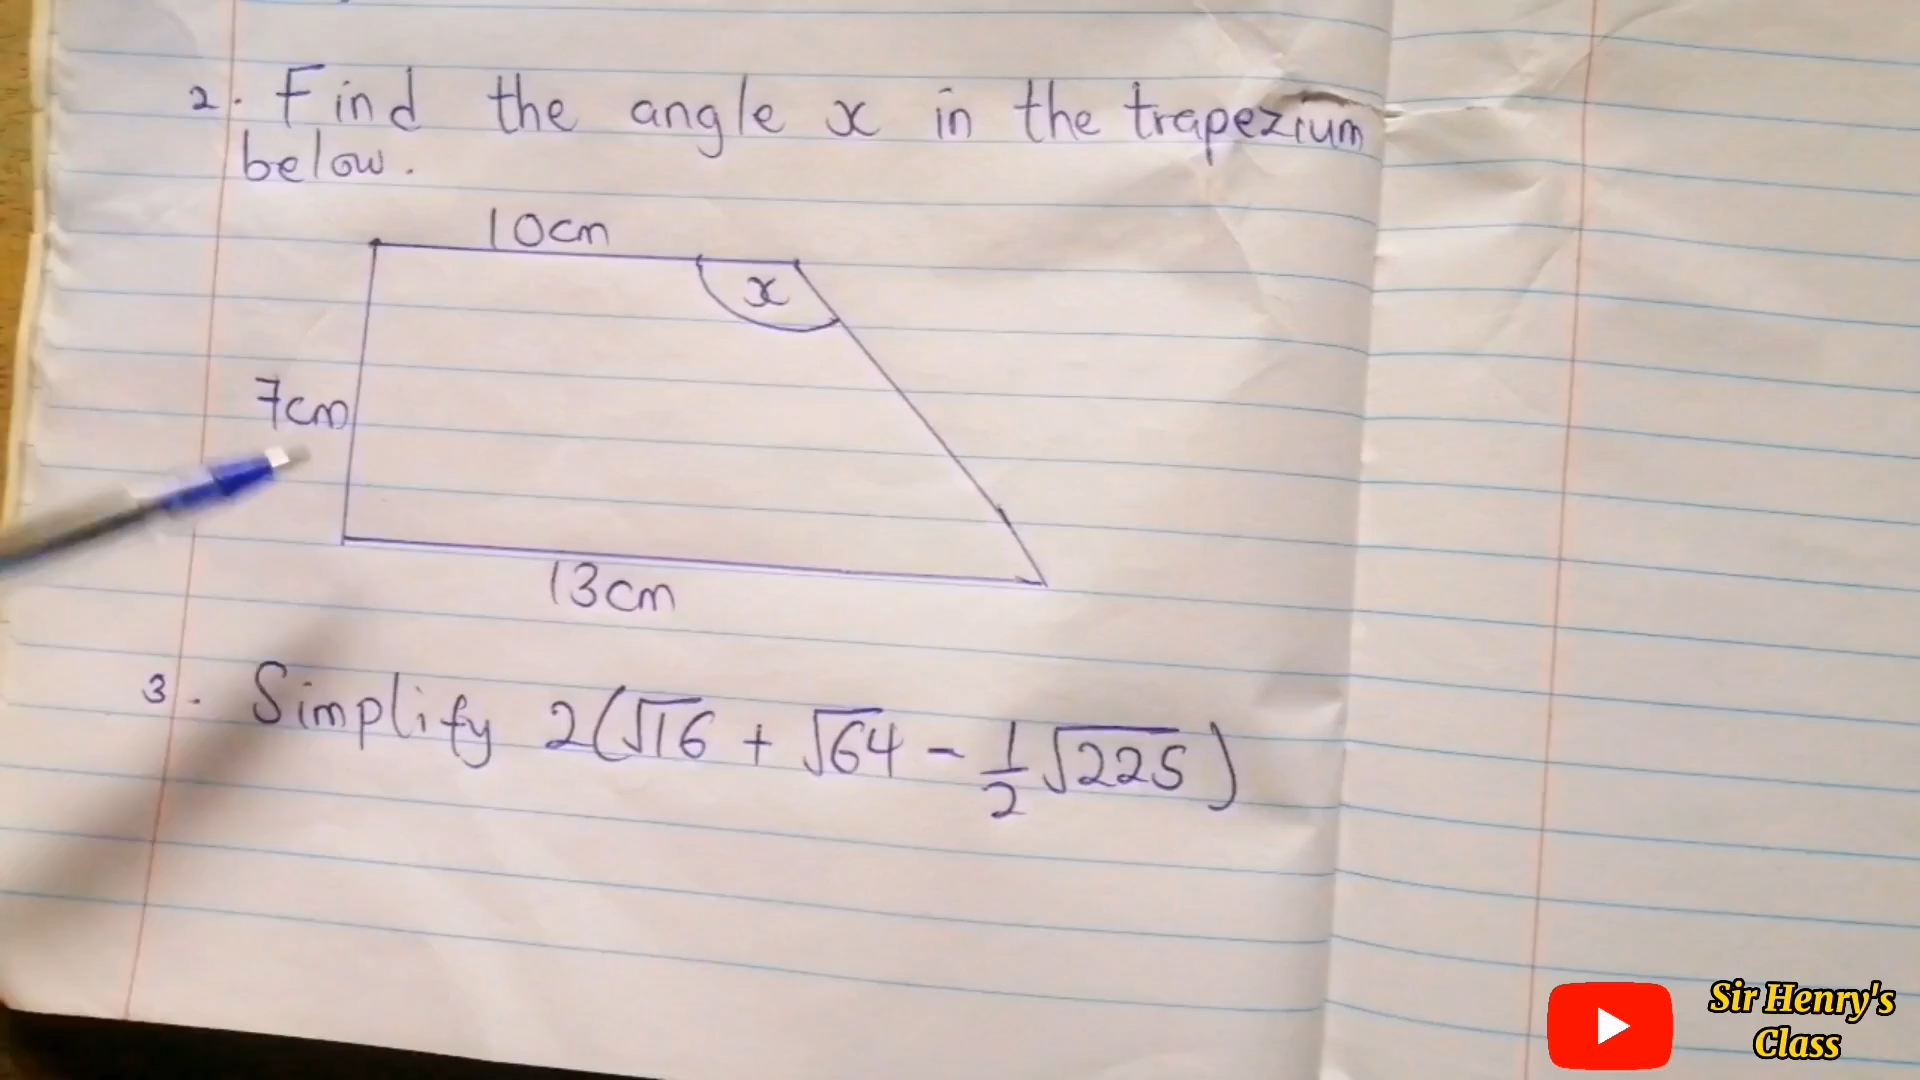 2. Find the angle x in the trapezium
below.
10cm
x
7cm
13cm
3. Simplify 2(√16 + √64 - 1/2 √225)
Sir Henry's
Class